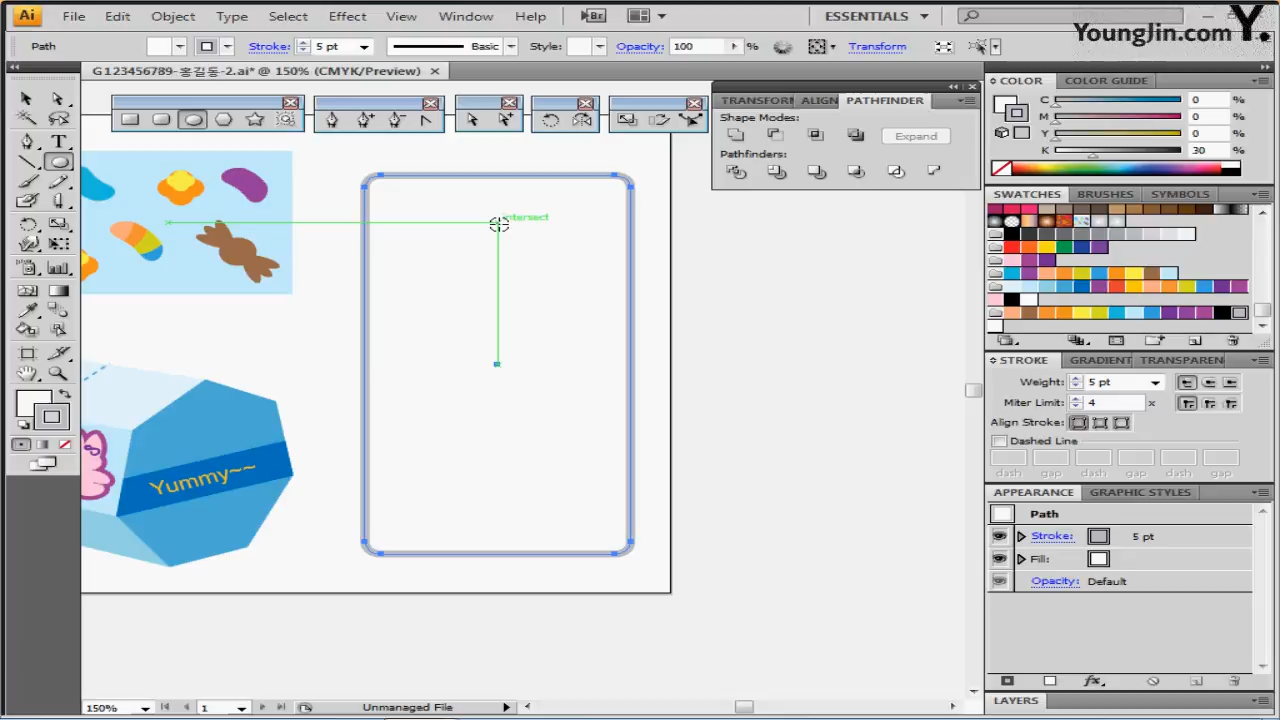 Ai File Edit Object Type Select Effect View Window Help Br ESSENTIALS
YoungJin.com Y.
Path Stroke: 5 pt Basic Style: Opacity: 100 % Transform
G123456789-홍길동-2.ai* @ 150% (CMYK/Preview)
TRANSFORM ALIGN PATHFINDER
Shape Modes:
Expand
Pathfinders:
intersect
Yummy~~
COLOR COLOR GUIDE
C 0 %
M 0 %
Y 0 %
K 30 %
SWATCHES BRUSHES SYMBOLS
STROKE GRADIENT TRANSPAREN
Weight: 5 pt
Miter Limit: 4 x
Align Stroke:
Dashed Line
dash gap dash gap dash gap
APPEARANCE GRAPHIC STYLES
Path
Stroke: 5 pt
Fill:
Opacity: Default
fx
LAYERS
150% 1 Unmanaged File